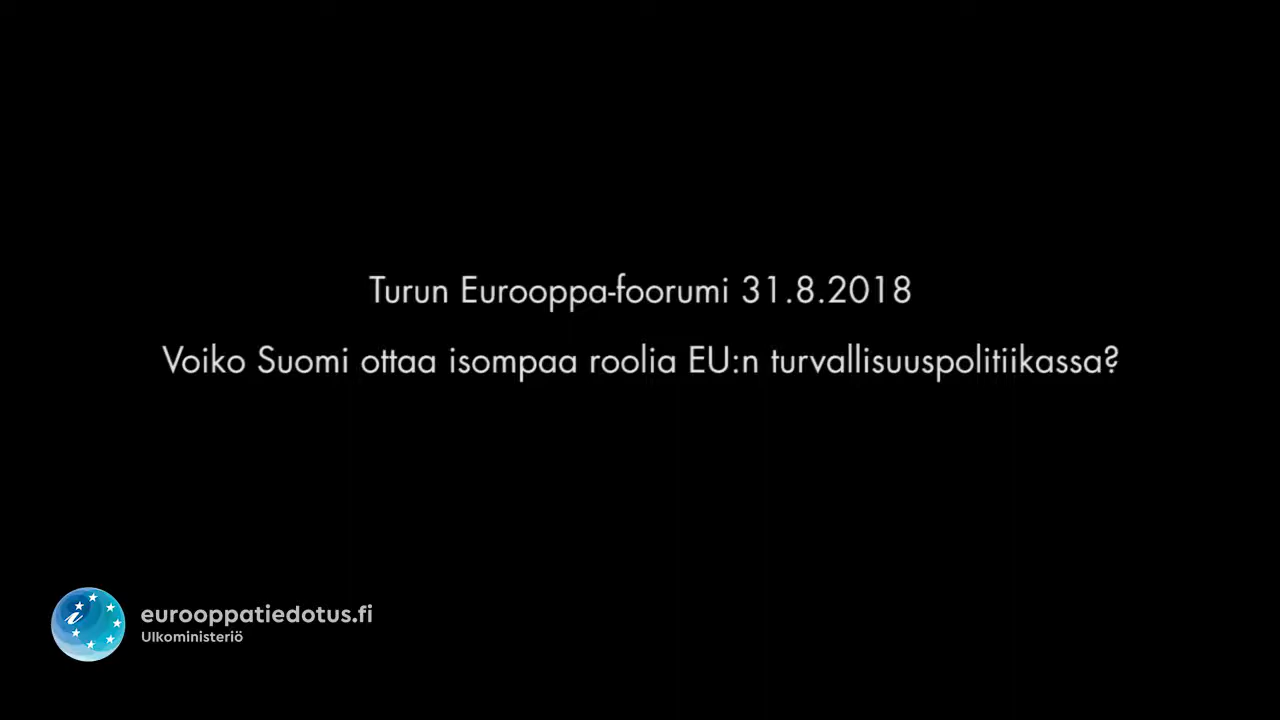 Turun Eurooppa-foorumi 31.8.2018
Voiko Suomi ottaa isompaa roolia EU:n turvallisuuspolitiikassa?
i
eurooppatiedotus.fi
Ulkoministeriö